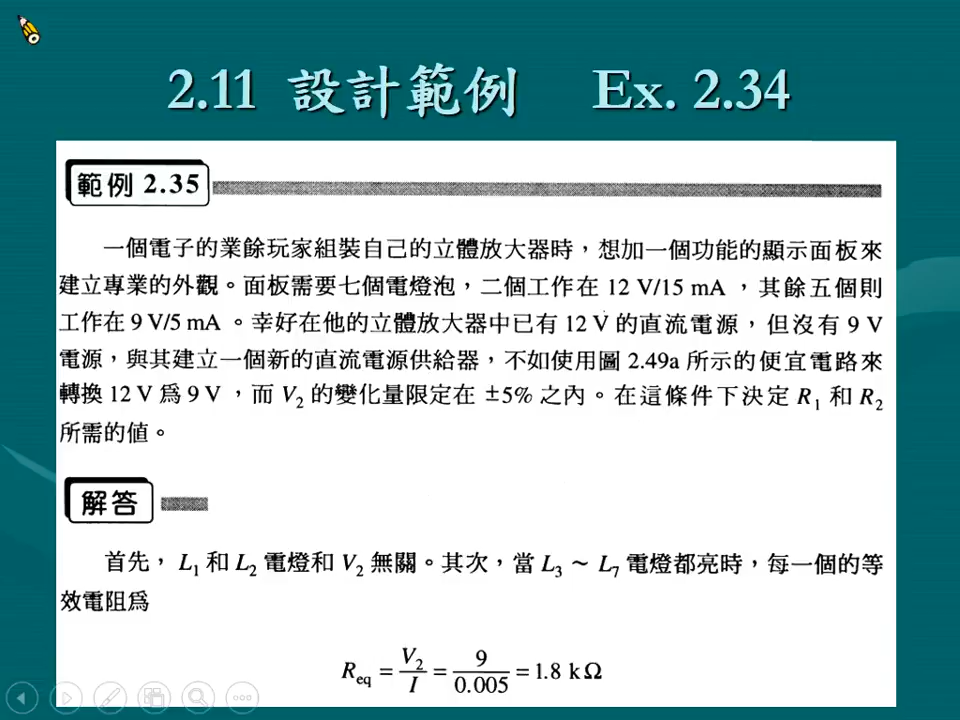 2.11 設計範例 Ex. 2.34
範例 2.35
一個電子的業餘玩家組裝自己的立體放大器時，想加一個功能的顯示面板來
建立專業的外觀。面板需要七個電燈泡，二個工作在 12 V/15 mA ，其餘五個則
工作在 9 V/5 mA 。幸好在他的立體放大器中已有 12 V 的直流電源，但沒有 9 V
電源，與其建立一個新的直流電源供給器，不如使用圖 2.49a 所示的便宜電路來
轉換 12 V 爲 9 V ，而 V₂ 的變化量限定在 ±5% 之內。在這條件下決定 R₁ 和 R₂
所需的值。
解答
首先，L₁ 和 L₂ 電燈和 V₂ 無關。其次，當 L₃ ～ L₇ 電燈都亮時，每一個的等
效電阻爲
R_eq = V₂/I = 9/0.005 = 1.8 kΩ